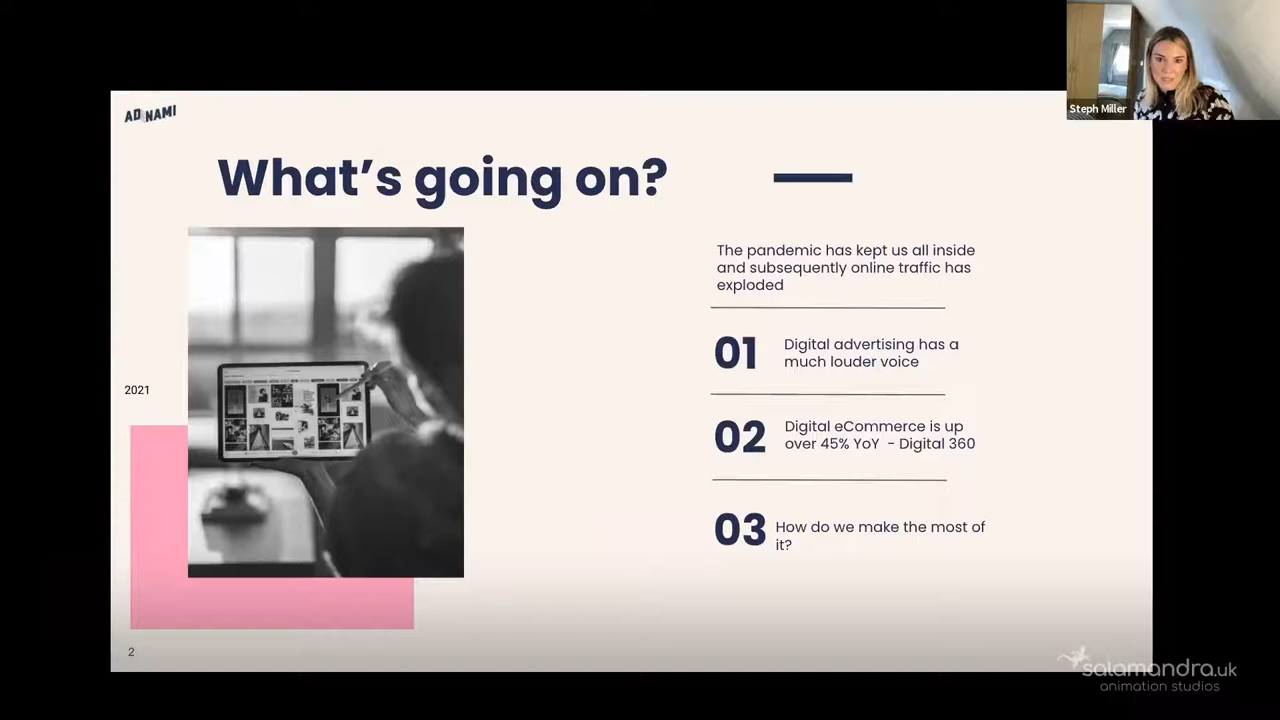 Steph Miller
AD NAMI
What's going on?
The pandemic has kept us all inside
and subsequently online traffic has
exploded
01
Digital advertising has a
much louder voice
2021
02
Digital eCommerce is up
over 45% YoY - Digital 360
03
How do we make the most of
it?
2
salamandra.uk
animation studios